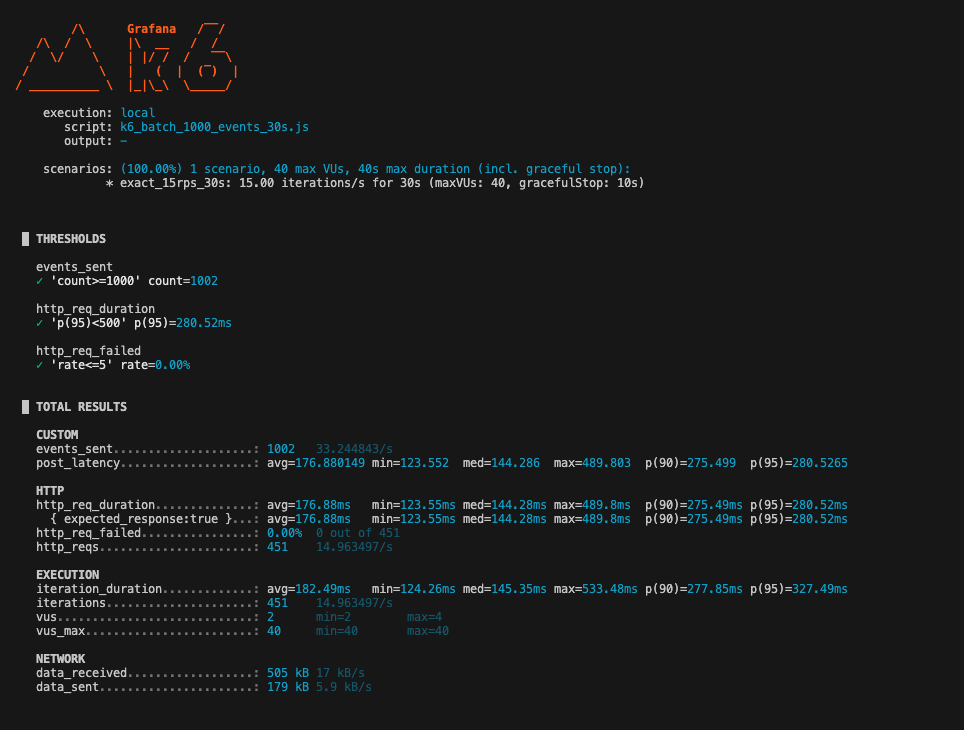 Grafana
execution: local
script: k6_batch_1000_events_30s.js
output: -
scenarios: (100.00%) 1 scenario, 40 max VUs, 40s max duration (incl. graceful stop):
* exact_15rps_30s: 15.00 iterations/s for 30s (maxVUs: 40, gracefulStop: 10s)
THRESHOLDS
events_sent
✓ 'count>=1000' count=1002
http_req_duration
✓ 'p(95)<500' p(95)=280.52ms
http_req_failed
✓ 'rate<=5' rate=0.00%
TOTAL RESULTS
CUSTOM
events_sent....................: 1002 33.244843/s
post_latency...................: avg=176.880149 min=123.552 med=144.286 max=489.803 p(90)=275.499 p(95)=280.5265
HTTP
http_req_duration..............: avg=176.88ms min=123.55ms med=144.28ms max=489.8ms p(90)=275.49ms p(95)=280.52ms
{ expected_response:true }...: avg=176.88ms min=123.55ms med=144.28ms max=489.8ms p(90)=275.49ms p(95)=280.52ms
http_req_failed................: 0.00% 0 out of 451
http_reqs......................: 451 14.963497/s
EXECUTION
iteration_duration.............: avg=182.49ms min=124.26ms med=145.35ms max=533.48ms p(90)=277.85ms p(95)=327.49ms
iterations.....................: 451 14.963497/s
vus............................: 2 min=2 max=4
vus_max........................: 40 min=40 max=40
NETWORK
data_received..................: 505 kB 17 kB/s
data_sent......................: 179 kB 5.9 kB/s